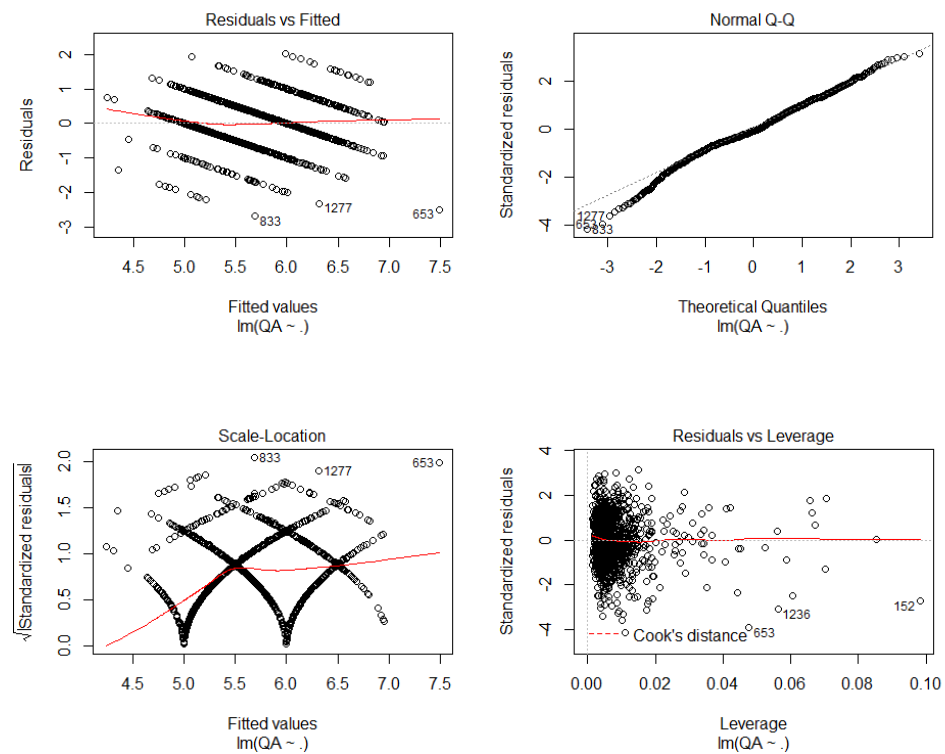 Residuals vs Fitted
Residuals
2
1
0
-1
-2
-3
833
1277
653
4.5 5.0 5.5 6.0 6.5 7.0 7.5
Fitted values
lm(QA ~ .)
Normal Q-Q
Standardized residuals
2
0
-2
-4
1277
653
833
-3 -2 -1 0 1 2 3
Theoretical Quantiles
lm(QA ~ .)
Scale-Location
√|Standardized residuals|
2.0
1.5
1.0
0.5
0.0
833
1277
653
4.5 5.0 5.5 6.0 6.5 7.0 7.5
Fitted values
lm(QA ~ .)
Residuals vs Leverage
Standardized residuals
4
2
0
-2
-4
152
1236
653
Cook's distance
0.00 0.02 0.04 0.06 0.08 0.10
Leverage
lm(QA ~ .)